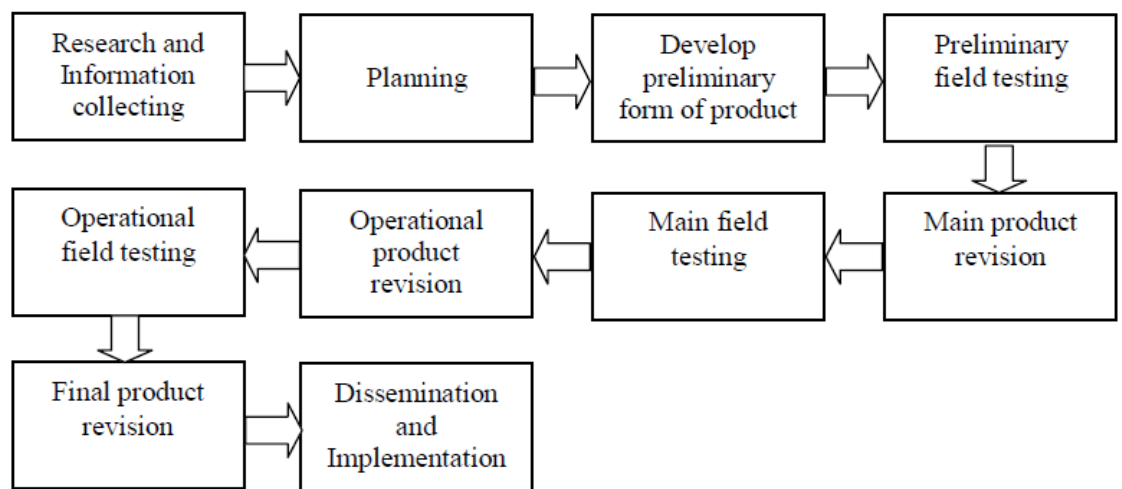 Research and
Information
collecting
Planning
Develop
preliminary
form of product
Preliminary
field testing
Main product
revision
Main field
testing
Operational
product
revision
Operational
field testing
Final product
revision
Dissemination
and
Implementation